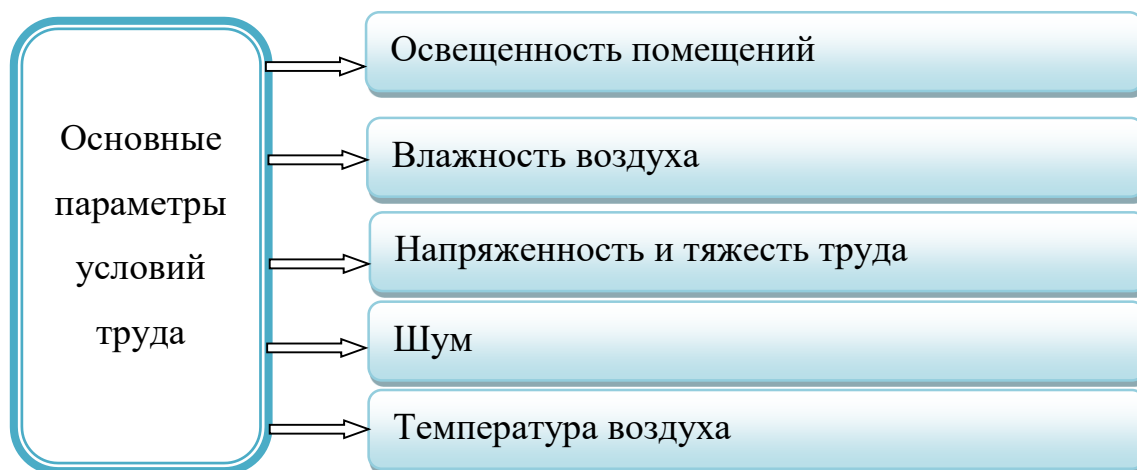 Основные
параметры
условий
труда
Освещенность помещений
Влажность воздуха
Напряженность и тяжесть труда
Шум
Температура воздуха